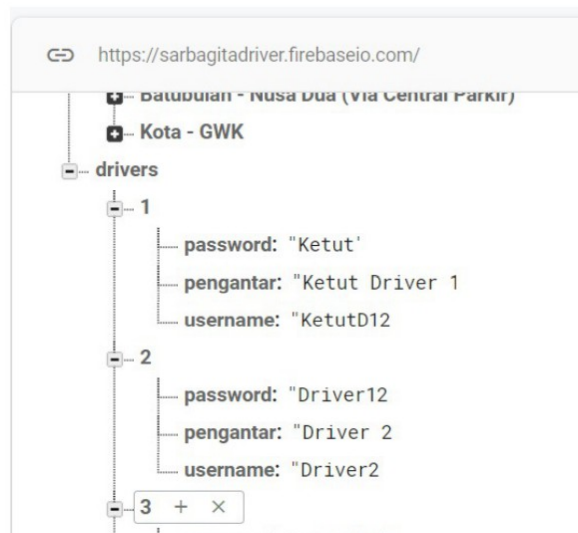 https://sarbagitadriver.firebaseio.com/
Batubulan - Nusa Dua (Via Central Parkir)
Kota - GWK
drivers
1
password: "Ketut'
pengantar: "Ketut Driver 1
username: "KetutD12
2
password: "Driver12
pengantar: "Driver 2
username: "Driver2
3 + ×